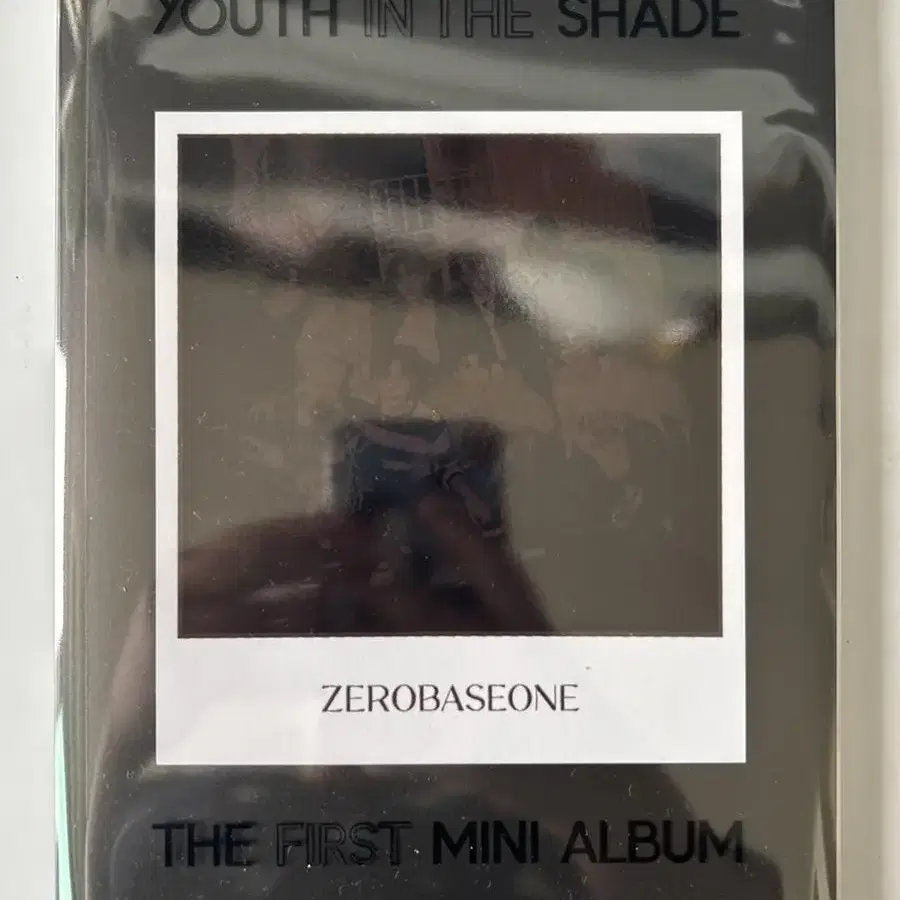 YOUTH IN THE SHADE
ZEROBASEONE
THE FIRST MINI ALBUM